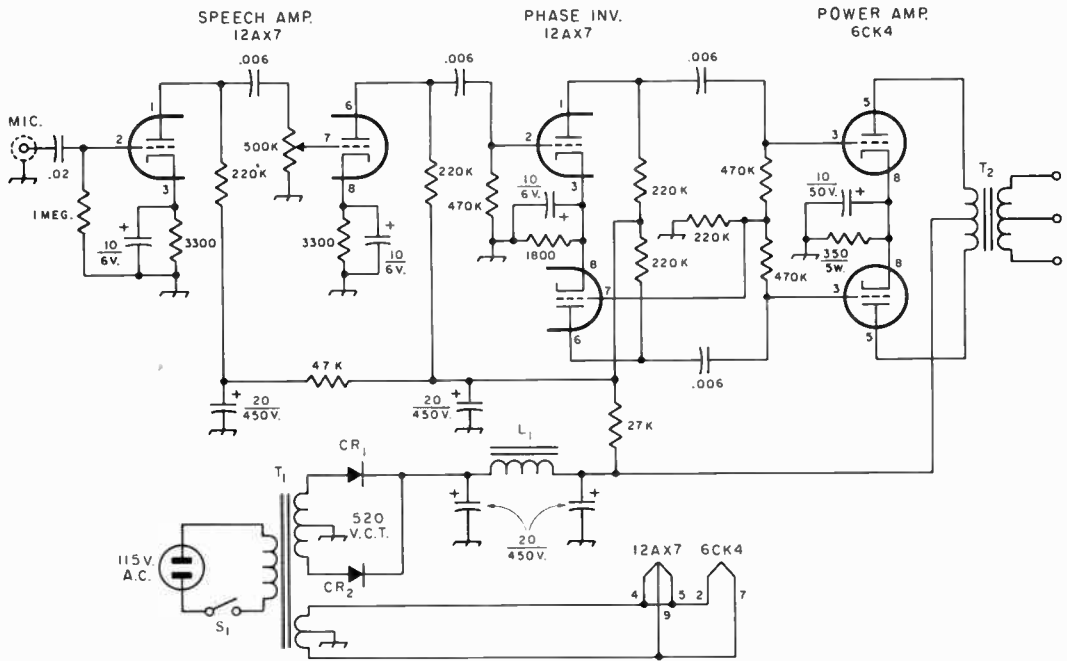 SPEECH AMP.
12AX7
PHASE INV.
12AX7
POWER AMP.
6CK4
.006
.006
.006
MIC.
.02
1
2
3
6
7
8
1
2
3
5
3
8
500K
220K
220K
470K
220K
470K
1 MEG.
10
6V.
+
3300
3300
+
10
6V.
10
6V.
+
1800
220K
220K
470K
10
50V.
+
350
5W.
T2
8
7
6
8
3
5
.006
47K
+
20
450V.
+
20
450V.
27K
L1
CR1
T1
520
V.C.T.
CR2
+
+
20
450V.
115V.
A.C.
S1
12AX7
6CK4
4
5
9
2
7